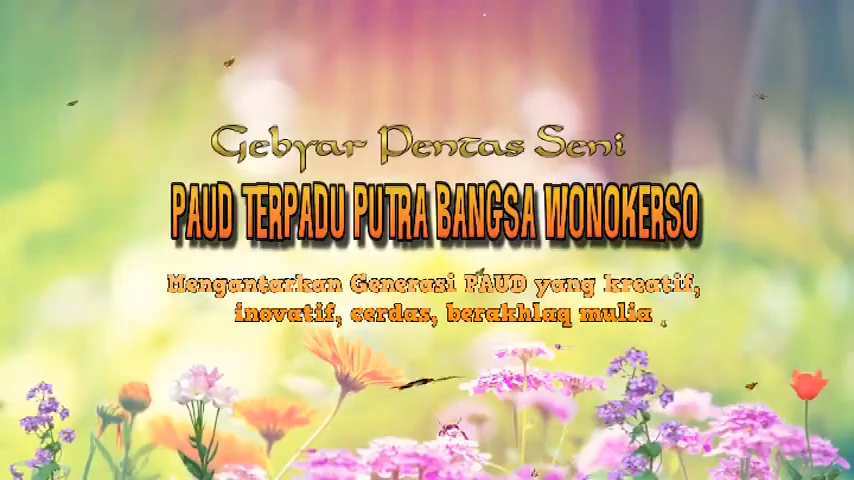 Gebyar Pentas Seni
PAUD TERPADU PUTRA BANGSA WONOKERSO
Mengantarkan Generasi PAUD yang kreatif,
inovatif, cerdas, berakhlaq mulia